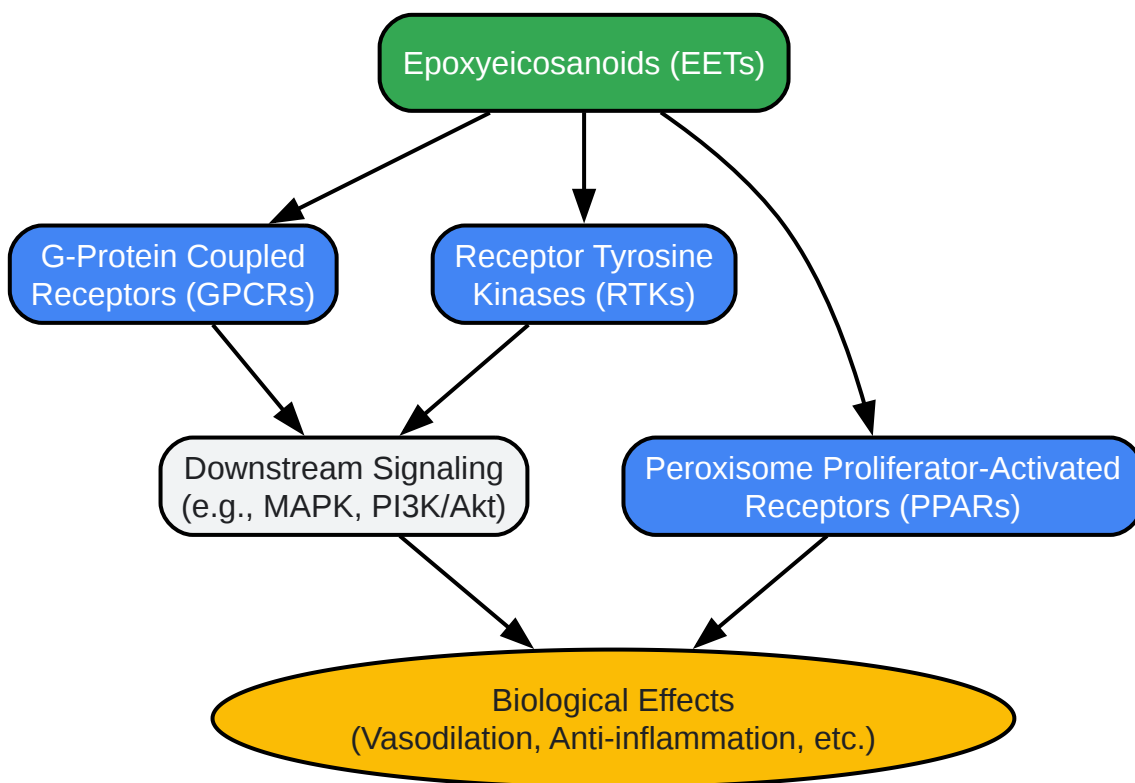 Epoxyeicosanoids (EETs)
G-Protein Coupled
Receptors (GPCRs)
Receptor Tyrosine
Kinases (RTKs)
Downstream Signaling
(e.g., MAPK, PI3K/Akt)
Peroxisome Proliferator-Activated
Receptors (PPARs)
Biological Effects
(Vasodilation, Anti-inflammation, etc.)